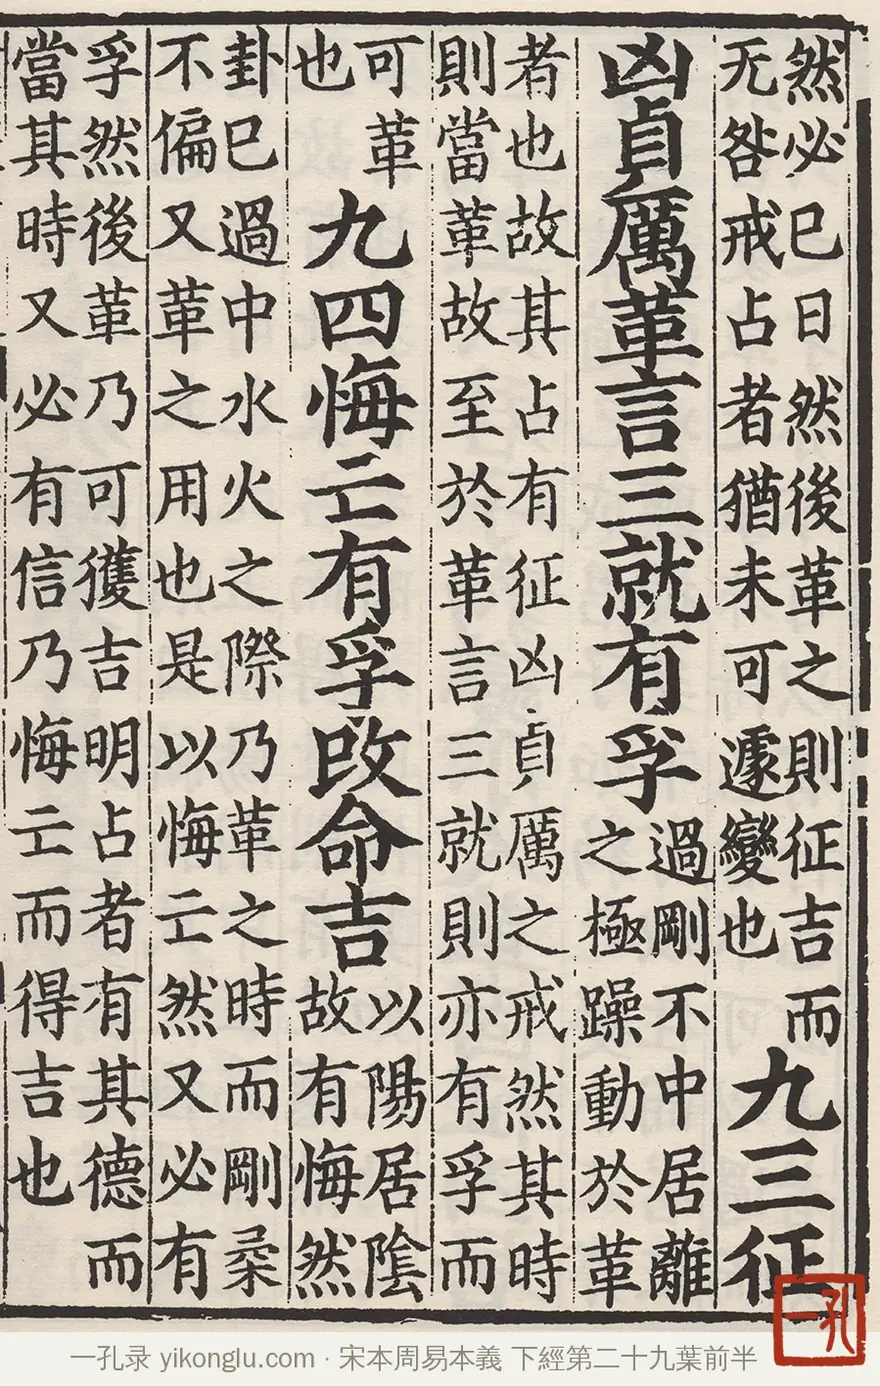 然必巳日然後革之則征吉而
无咎戒占者猶未可遽變也
九三征
凶貞厲革言三就有孚
過剛不中居離
之極躁動於革
者也故其占有征凶貞厲之戒然其時
則當革故至於革言三就則亦有孚而
可革
也
九四悔亡有孚改命吉
以陽居陰
故有悔然
卦巳過中水火之際乃革之時而剛柔
不偏又革之用也是以悔亡然又必有
孚然後革乃可獲吉明占者有其德而
當其時又必有信乃悔亡而得吉也
一孔
一孔录 yikonglu.com · 宋本周易本義 下經第二十九葉前半